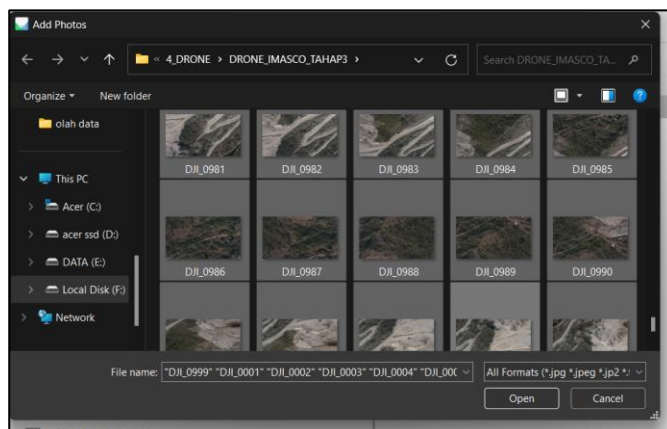 Add Photos
« 4_DRONE › DRONE_IMASCO_TAHAP3 ›
Search DRONE_IMASCO_TA...
Organize
New folder
olah data
DJI_0981 DJI_0982 DJI_0983 DJI_0984 DJI_0985
This PC
Acer (C:)
acer ssd (D:)
DJI_0986 DJI_0987 DJI_0988 DJI_0989 DJI_0990
DATA (E:)
Local Disk (F:)
Network
File name: "DJI_0999" "DJI_0001" "DJI_0002" "DJI_0003" "DJI_0004" "DJI_000
All Formats (*.jpg *.jpeg *.jp2 *.
Open Cancel